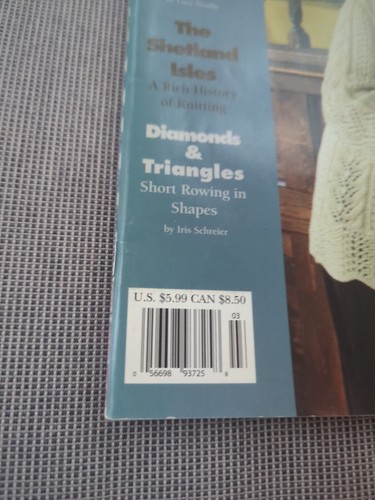 The
Shetland
Isles
A Rich History
of Knitting
Diamonds
&
Triangles
Short Rowing in
Shapes
by Iris Schreier
U.S. $5.99 CAN $8.50
03
0 56698 93725 8